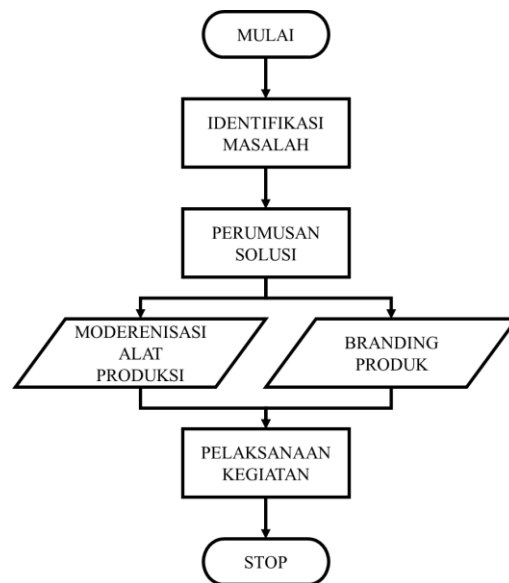 MULAI
IDENTIFIKASI
MASALAH
PERUMUSAN
SOLUSI
MODERENISASI
ALAT
PRODUKSI
BRANDING
PRODUK
PELAKSANAAN
KEGIATAN
STOP